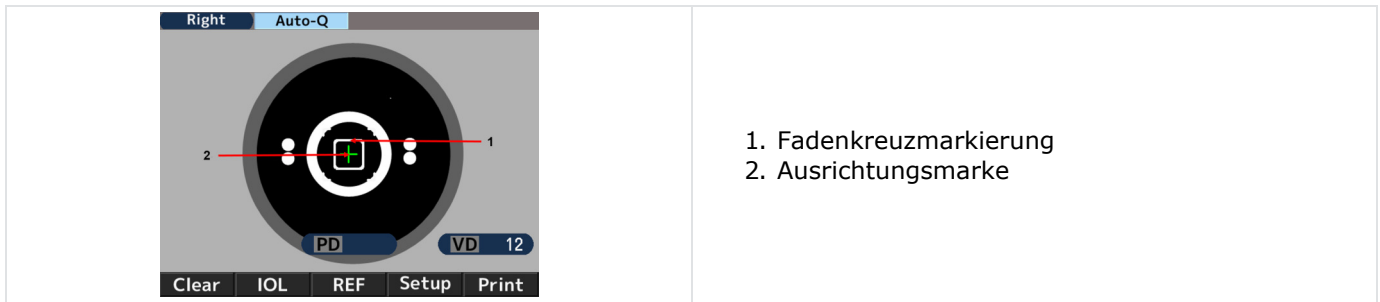 Right Auto-Q
1
2
PD VD 12
Clear IOL REF Setup Print
1. Fadenkreuzmarkierung
2. Ausrichtungsmarke